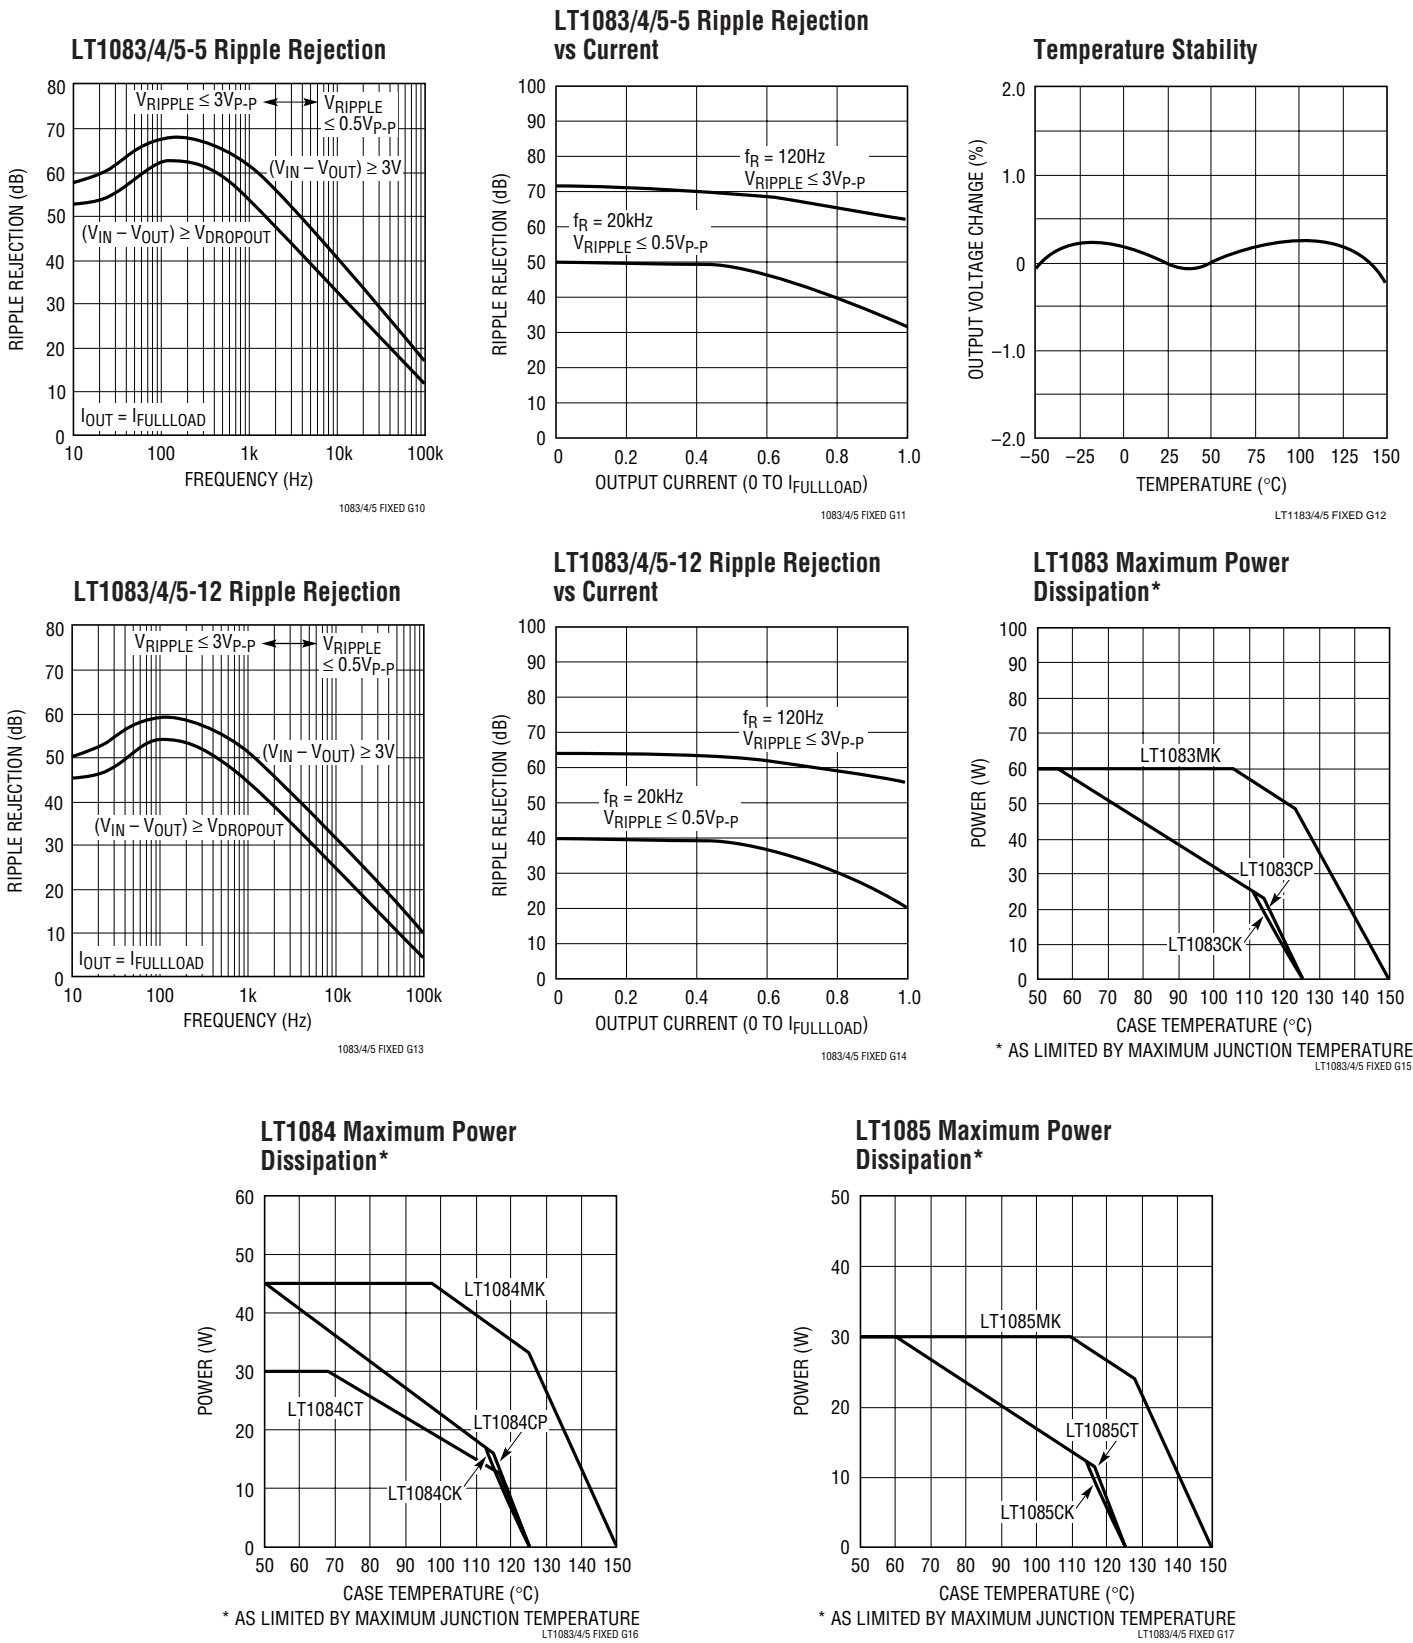 LT1083/4/5-5 Ripple Rejection
80
70
60
50
40
30
20
10
0
RIPPLE REJECTION (dB)
VRIPPLE ≤ 3VP-P
VRIPPLE
≤ 0.5VP-P
(VIN – VOUT) ≥ 3V
(VIN – VOUT) ≥ VDROPOUT
IOUT = IFULLLOAD
10 100 1k 10k 100k
FREQUENCY (Hz)
1083/4/5 FIXED G10
LT1083/4/5-5 Ripple Rejection
vs Current
100
90
80
70
60
50
40
30
20
10
0
RIPPLE REJECTION (dB)
fR = 120Hz
VRIPPLE ≤ 3VP-P
fR = 20kHz
VRIPPLE ≤ 0.5VP-P
0 0.2 0.4 0.6 0.8 1.0
OUTPUT CURRENT (0 TO IFULLLOAD)
1083/4/5 FIXED G11
Temperature Stability
2.0
1.0
0
–1.0
–2.0
OUTPUT VOLTAGE CHANGE (%)
–50 –25 0 25 50 75 100 125 150
TEMPERATURE (°C)
LT1183/4/5 FIXED G12
LT1083/4/5-12 Ripple Rejection
80
70
60
50
40
30
20
10
0
RIPPLE REJECTION (dB)
VRIPPLE ≤ 3VP-P
VRIPPLE
≤ 0.5VP-P
(VIN – VOUT) ≥ 3V
(VIN – VOUT) ≥ VDROPOUT
IOUT = IFULLLOAD
10 100 1k 10k 100k
FREQUENCY (Hz)
1083/4/5 FIXED G13
LT1083/4/5-12 Ripple Rejection
vs Current
100
90
80
70
60
50
40
30
20
10
0
RIPPLE REJECTION (dB)
fR = 120Hz
VRIPPLE ≤ 3VP-P
fR = 20kHz
VRIPPLE ≤ 0.5VP-P
0 0.2 0.4 0.6 0.8 1.0
OUTPUT CURRENT (0 TO IFULLLOAD)
1083/4/5 FIXED G14
LT1083 Maximum Power
Dissipation*
100
90
80
70
60
50
40
30
20
10
0
POWER (W)
LT1083MK
LT1083CP
LT1083CK
50 60 70 80 90 100 110 120 130 140 150
CASE TEMPERATURE (°C)
* AS LIMITED BY MAXIMUM JUNCTION TEMPERATURE
LT1083/4/5 FIXED G15
LT1084 Maximum Power
Dissipation*
60
50
40
30
20
10
0
POWER (W)
LT1084MK
LT1084CT
LT1084CP
LT1084CK
50 60 70 80 90 100 110 120 130 140 150
CASE TEMPERATURE (°C)
* AS LIMITED BY MAXIMUM JUNCTION TEMPERATURE
LT1083/4/5 FIXED G16
LT1085 Maximum Power
Dissipation*
50
40
30
20
10
0
POWER (W)
LT1085MK
LT1085CT
LT1085CK
50 60 70 80 90 100 110 120 130 140 150
CASE TEMPERATURE (°C)
* AS LIMITED BY MAXIMUM JUNCTION TEMPERATURE
LT1083/4/5 FIXED G17